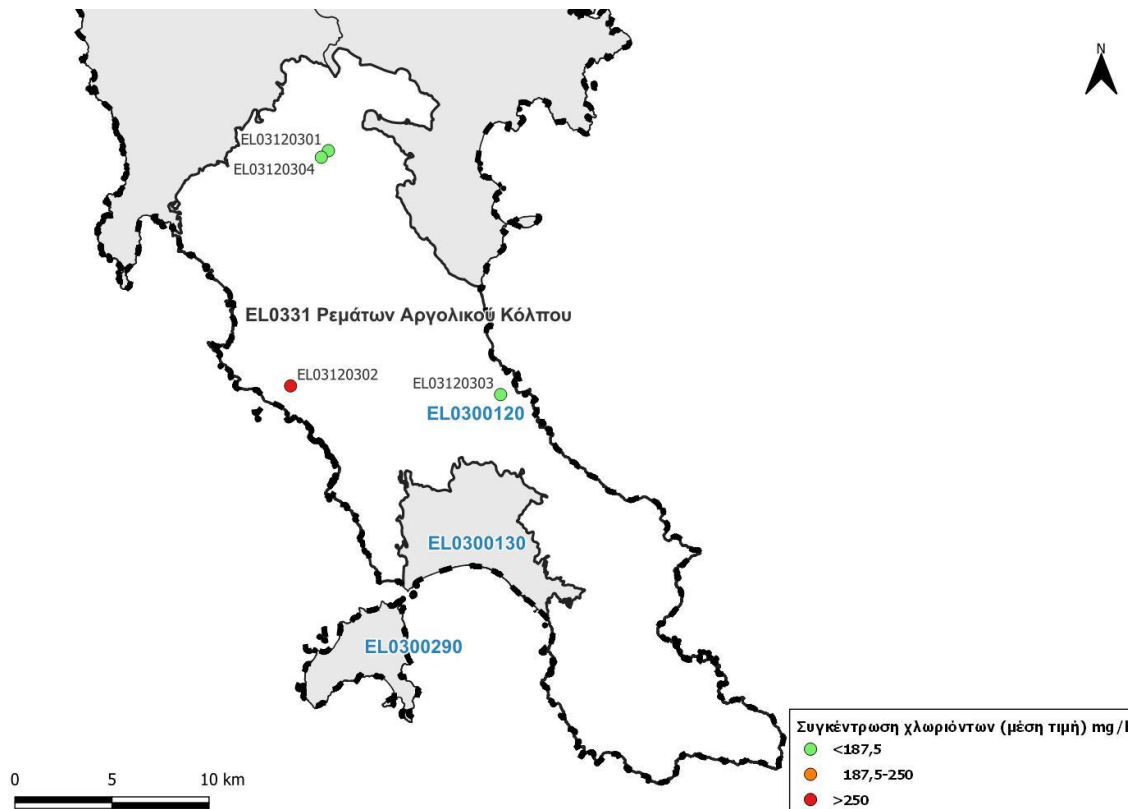 N
EL03120301
EL03120304
EL0331 Ρεμάτων Αργολικού Κόλπου
EL03120302
EL03120303
EL0300120
EL0300130
EL0300290
Συγκέντρωση χλωριόντων (μέση τιμή) mg/l
<187,5
187,5-250
>250
0 5 10 km